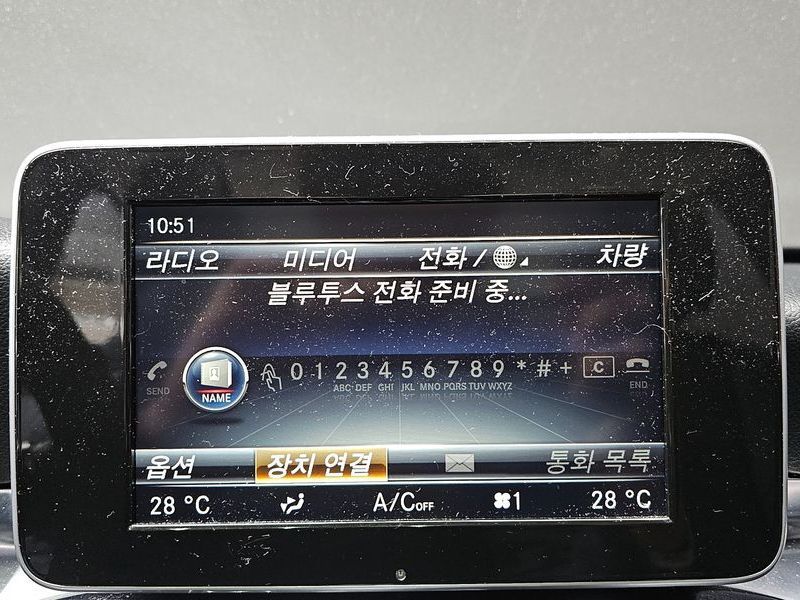 10:51
라디오 미디어 전화 / 차량
블루투스 전화 준비 중...
0 1 2 3 4 5 6 7 8 9 * # + C
SEND NAME ABC DEF GHI JKL MNO PQRS TUV WXYZ END
옵션 장치 연결 통화 목록
28 °C A/C OFF 1 28 °C